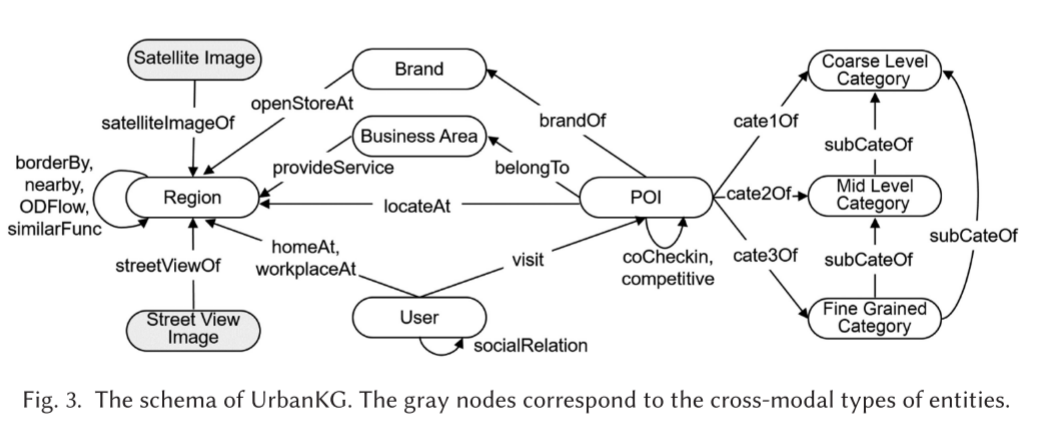 Satellite Image
Brand
Coarse Level
Category
openStoreAt
satelliteImageOf
brandOf
cate1Of
Business Area
subCateOf
borderBy,
nearby,
ODFlow,
similarFunc
provideService
belongTo
Region
locateAt
POI
cate2Of
Mid Level
Category
subCateOf
homeAt,
workplaceAt
visit
coCheckin,
competitive
cate3Of
subCateOf
streetViewOf
Street View
Image
User
socialRelation
Fine Grained
Category
Fig. 3. The schema of UrbanKG. The gray nodes correspond to the cross-modal types of entities.